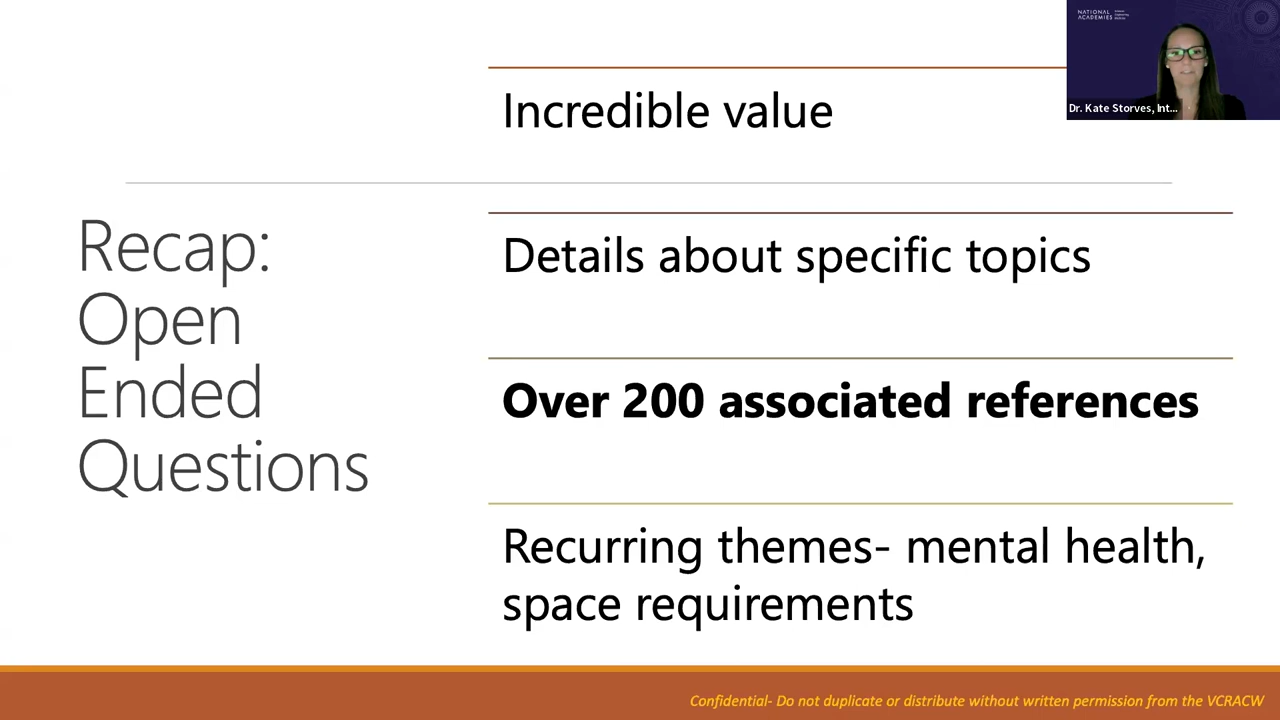 NATIONAL
ACADEMIES
Dr. Kate Storves, Int...
Incredible value
Recap:
Open
Ended
Questions
Details about specific topics
Over 200 associated references
Recurring themes- mental health,
space requirements
Confidential- Do not duplicate or distribute without written permission from the VCRACW